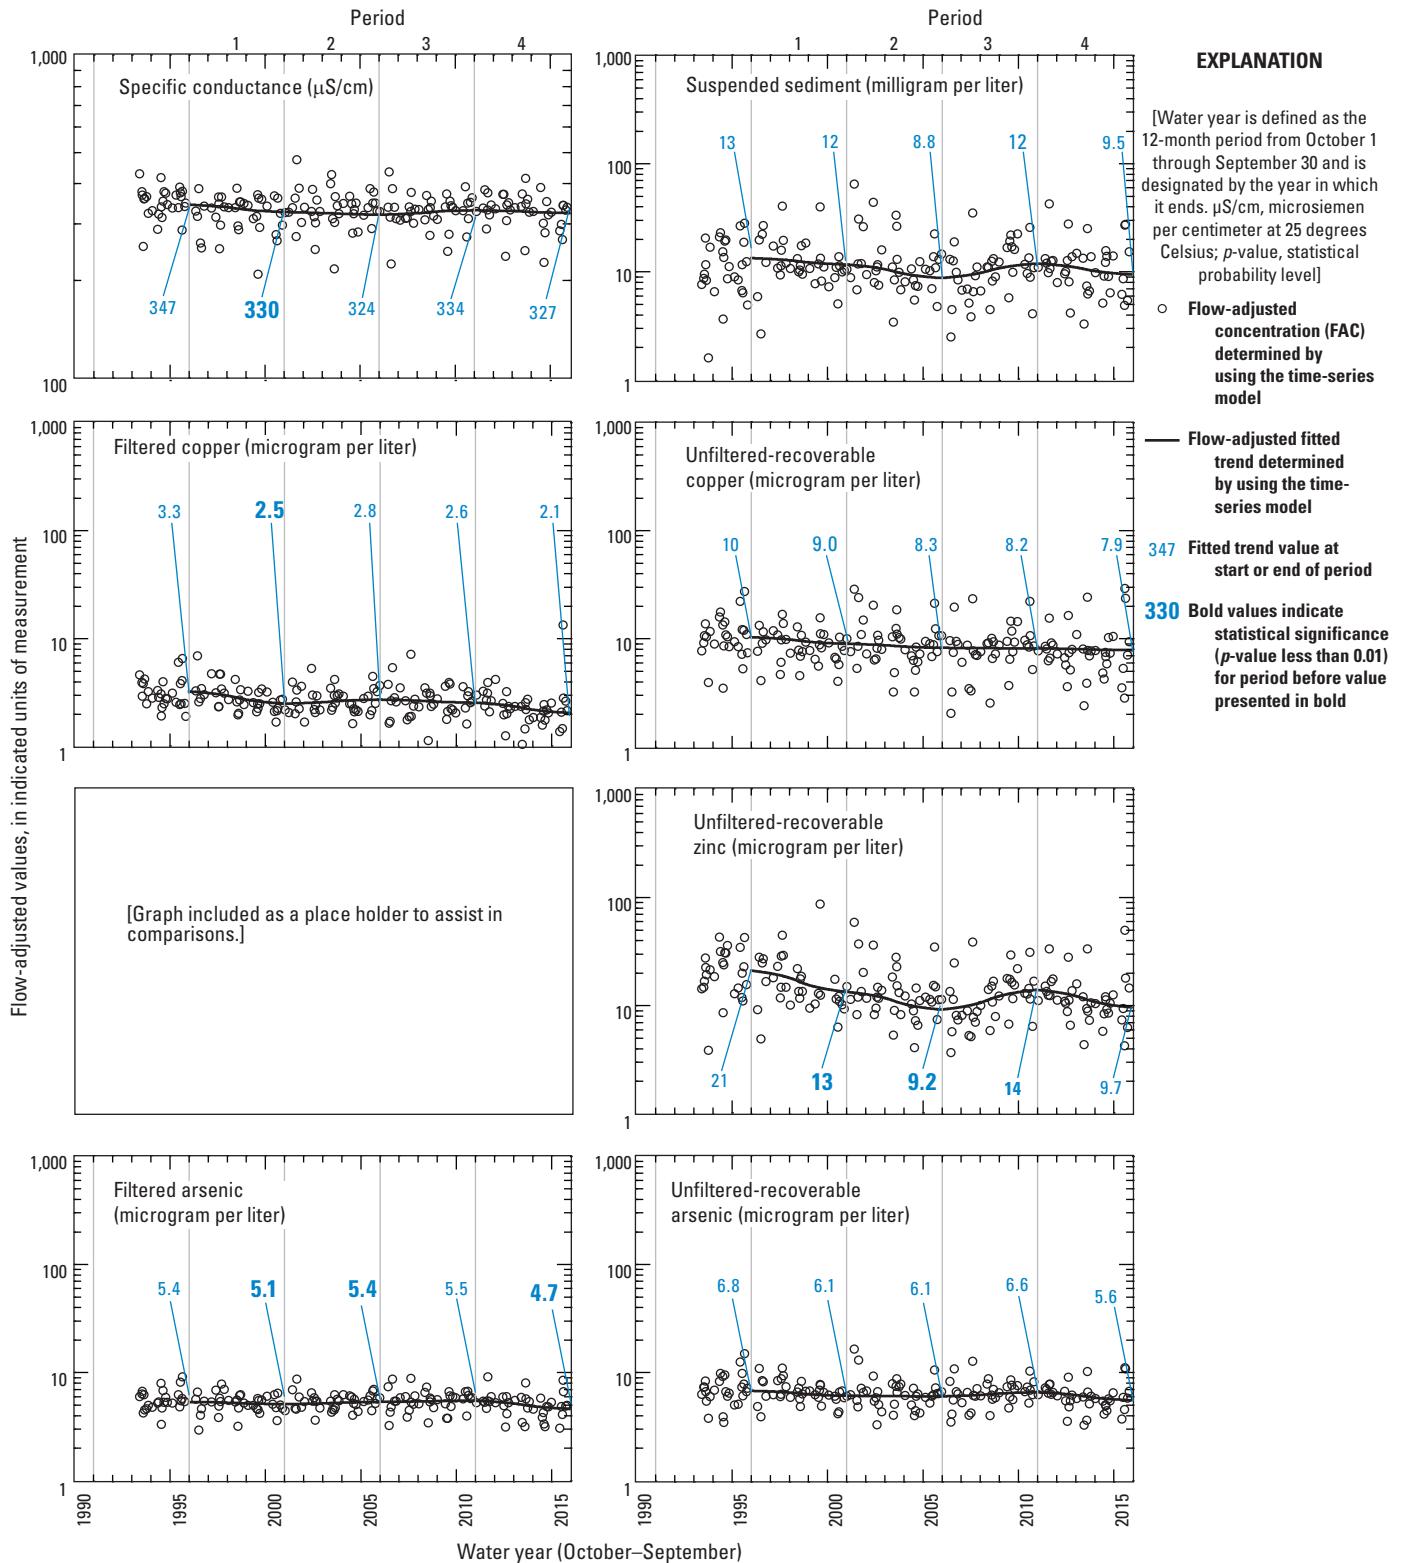 Period
1 2 3 4
1,000
Specific conductance (µS/cm)
347 330 324 334 327
100
Period
1 2 3 4
1,000
Suspended sediment (milligram per liter)
13 12 8.8 12 9.5
100
10
1
1,000
Filtered copper (microgram per liter)
3.3 2.5 2.8 2.6 2.1
100
10
1
1,000
Unfiltered-recoverable
copper (microgram per liter)
10 9.0 8.3 8.2 7.9
100
10
1
[Graph included as a place holder to assist in
comparisons.]
1,000
Unfiltered-recoverable
zinc (microgram per liter)
100
10
21 13 9.2 14 9.7
1
1,000
Filtered arsenic
(microgram per liter)
100
5.4 5.1 5.4 5.5 4.7
10
1
1990 1995 2000 2005 2010 2015
1,000
Unfiltered-recoverable
arsenic (microgram per liter)
100
6.8 6.1 6.1 6.6 5.6
10
1
1990 1995 2000 2005 2010 2015
Flow-adjusted values, in indicated units of measurement
Water year (October–September)
EXPLANATION
[Water year is defined as the
12-month period from October 1
through September 30 and is
designated by the year in which
it ends. µS/cm, microsiemen
per centimeter at 25 degrees
Celsius; p-value, statistical
probability level]
Flow-adjusted
concentration (FAC)
determined by
using the time-series
model
Flow-adjusted fitted
trend determined
by using the time-
series model
347 Fitted trend value at
start or end of period
330 Bold values indicate
statistical significance
(p-value less than 0.01)
for period before value
presented in bold